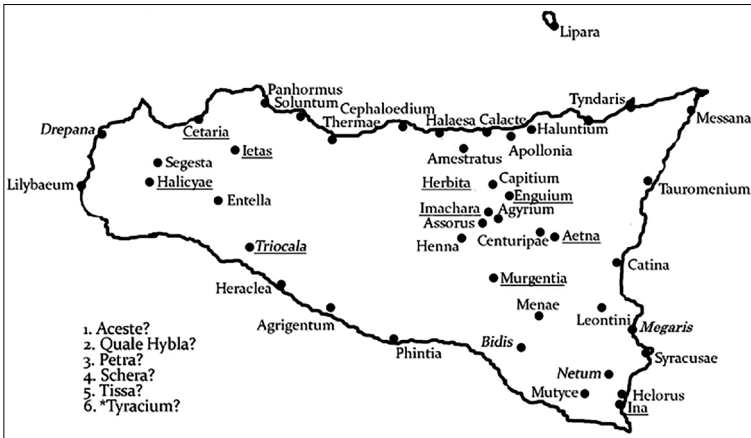 Lipara
Panhormus
Soluntum
Tyndaris
Cephaloedium
Messana
Drepana
Cetaria
Thermae
Halaesa
Calacte
Haluntium
Ietas
Amestratus
Apollonia
Segesta
Lilybaeum
Halicyae
Herbita
Capitium
Tauromenium
Entella
Enguium
Imachara
Agyrium
Assorus
Henna
Centuripae
Aetna
Triocala
Catina
Heraclea
Murgentia
Agrigentum
Menae
Leontini
Megaris
Phintia
Bidis
Syracusae
Netum
Mutyce
Helorus
Ina
1. Aceste?
2. Quale Hybla?
3. Petra?
4. Schera?
5. Tissa?
6. *Tyracium?